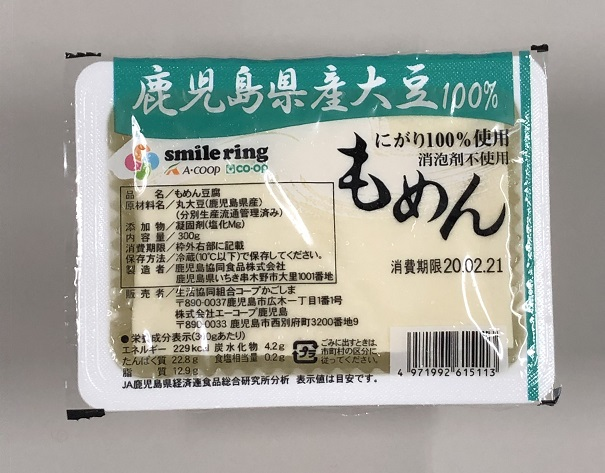 鹿児島県産大豆100%
smile ring
A・COOP CO・OP
にがり100%使用
消泡剤不使用
もめん
品名／もめん豆腐
原材料名／丸大豆(鹿児島県産)
(分別生産流通管理済み)
添加物／凝固剤(塩化Mg)
内容量／300g
消費期限／枠外右部に記載
保存方法／冷蔵(10℃以下)で保存してください。
製造者／鹿児島協同食品株式会社
鹿児島県いちき串木野市大里1001番地
販売者／生活協同組合コープかごしま
〒890-0037鹿児島市広木一丁目1番1号
株式会社エーコープ鹿児島
〒890-0033 鹿児島市西別府町3200番地9
消費期限20.02.21
●栄養成分表示(300gあたり)
エネルギー 229kcal 炭水化物 4.2g
たんぱく質 22.8g 食塩相当量 0.2g
脂質 12.9g
JA鹿児島県経済連食品総合研究所分析 表示値は目安です。
プラ
ごみに出すときは、
市町村の区分に
従ってください。
4 971992 615113